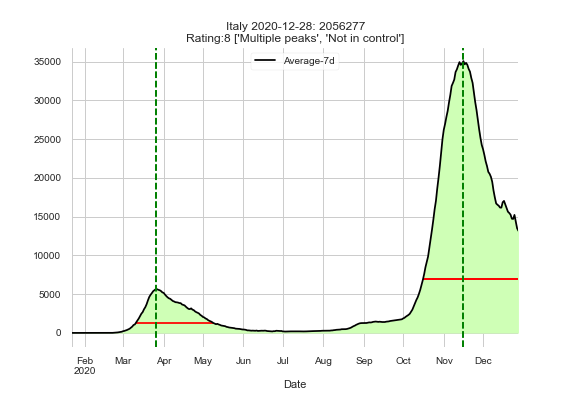 Italy 2020-12-28: 2056277
Rating:8 ['Multiple peaks', 'Not in control']
Average-7d
35000
30000
25000
20000
15000
10000
5000
0
Feb Mar Apr May Jun Jul Aug Sep Oct Nov Dec
2020
Date